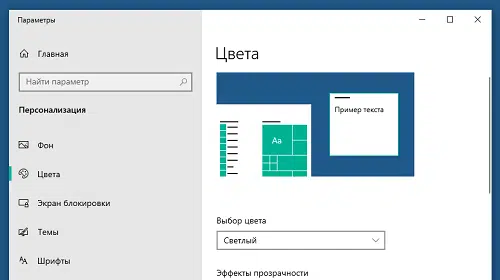 Параметры
Главная
Найти параметр
Персонализация
Фон
Цвета
Экран блокировки
Темы
Шрифты
Цвета
Aa
Пример текста
Выбор цвета
Светлый
Эффекты прозрачности